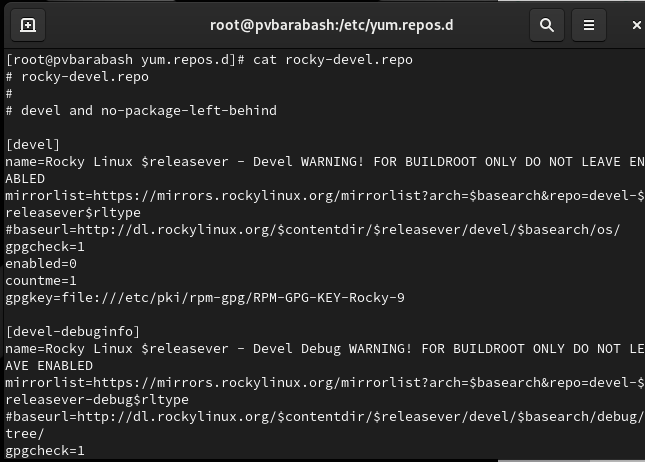 root@pvbarabash:/etc/yum.repos.d
[root@pvbarabash yum.repos.d]# cat rocky-devel.repo
# rocky-devel.repo
#
# devel and no-package-left-behind
[devel]
name=Rocky Linux $releasever - Devel WARNING! FOR BUILDROOT ONLY DO NOT LEAVE EN
ABLED
mirrorlist=https://mirrors.rockylinux.org/mirrorlist?arch=$basearch&repo=devel-$
releasever$rltype
#baseurl=http://dl.rockylinux.org/$contentdir/$releasever/devel/$basearch/os/
gpgcheck=1
enabled=0
countme=1
gpgkey=file:///etc/pki/rpm-gpg/RPM-GPG-KEY-Rocky-9
[devel-debuginfo]
name=Rocky Linux $releasever - Devel Debug WARNING! FOR BUILDROOT ONLY DO NOT LE
AVE ENABLED
mirrorlist=https://mirrors.rockylinux.org/mirrorlist?arch=$basearch&repo=devel-$
releasever-debug$rltype
#baseurl=http://dl.rockylinux.org/$contentdir/$releasever/devel/$basearch/debug/
tree/
gpgcheck=1